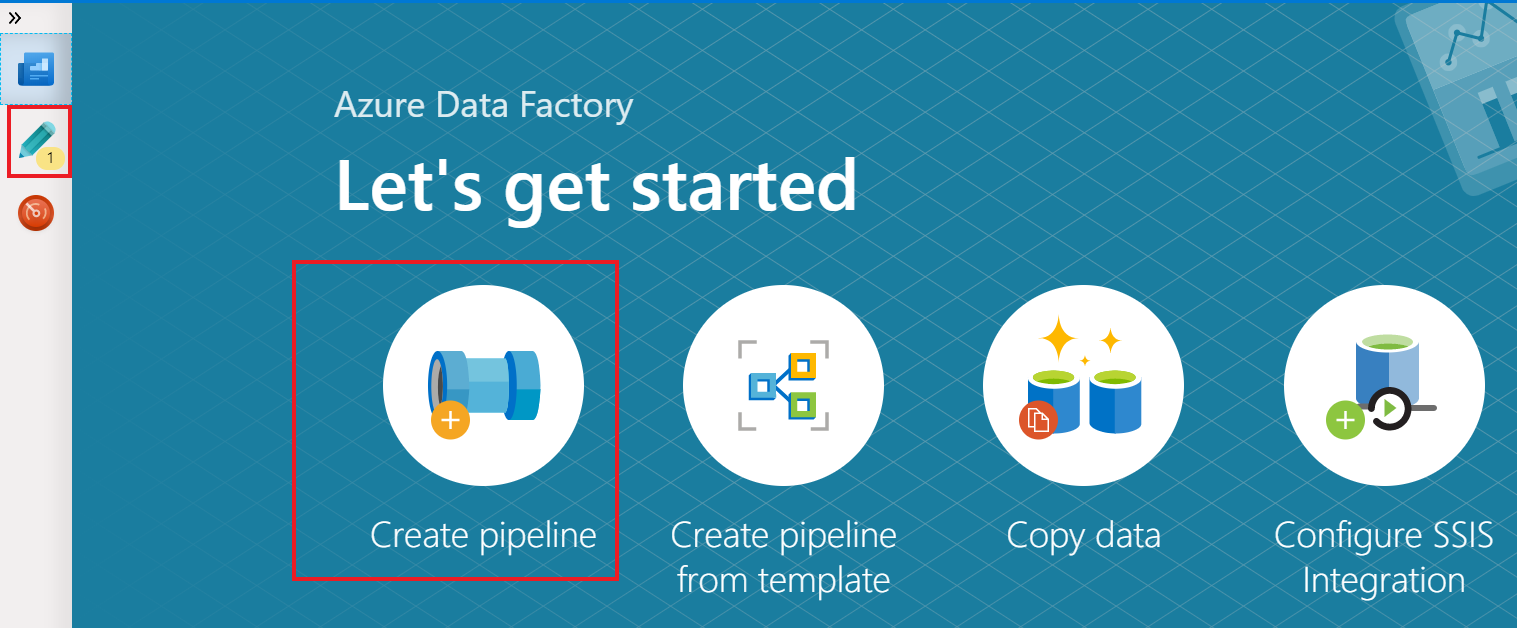 1
Azure Data Factory
Let's get started
Create pipeline
Create pipeline
from template
Copy data
Configure SSIS
Integration